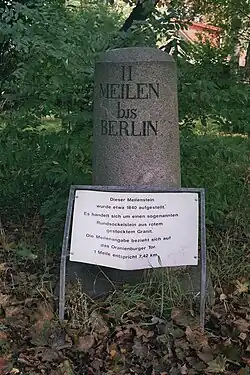 II
MEILEN
bis
BERLIN
Dieser Meilenstein
wurde etwa 1840 aufgestellt.
Es handelt sich um einen sogenannten
Rundsockelstein aus rotem
gestocktem Granit.
Die Meilenangabe bezieht sich auf
das Oranienburger Tor.
1 Meile entspricht 7,42 km